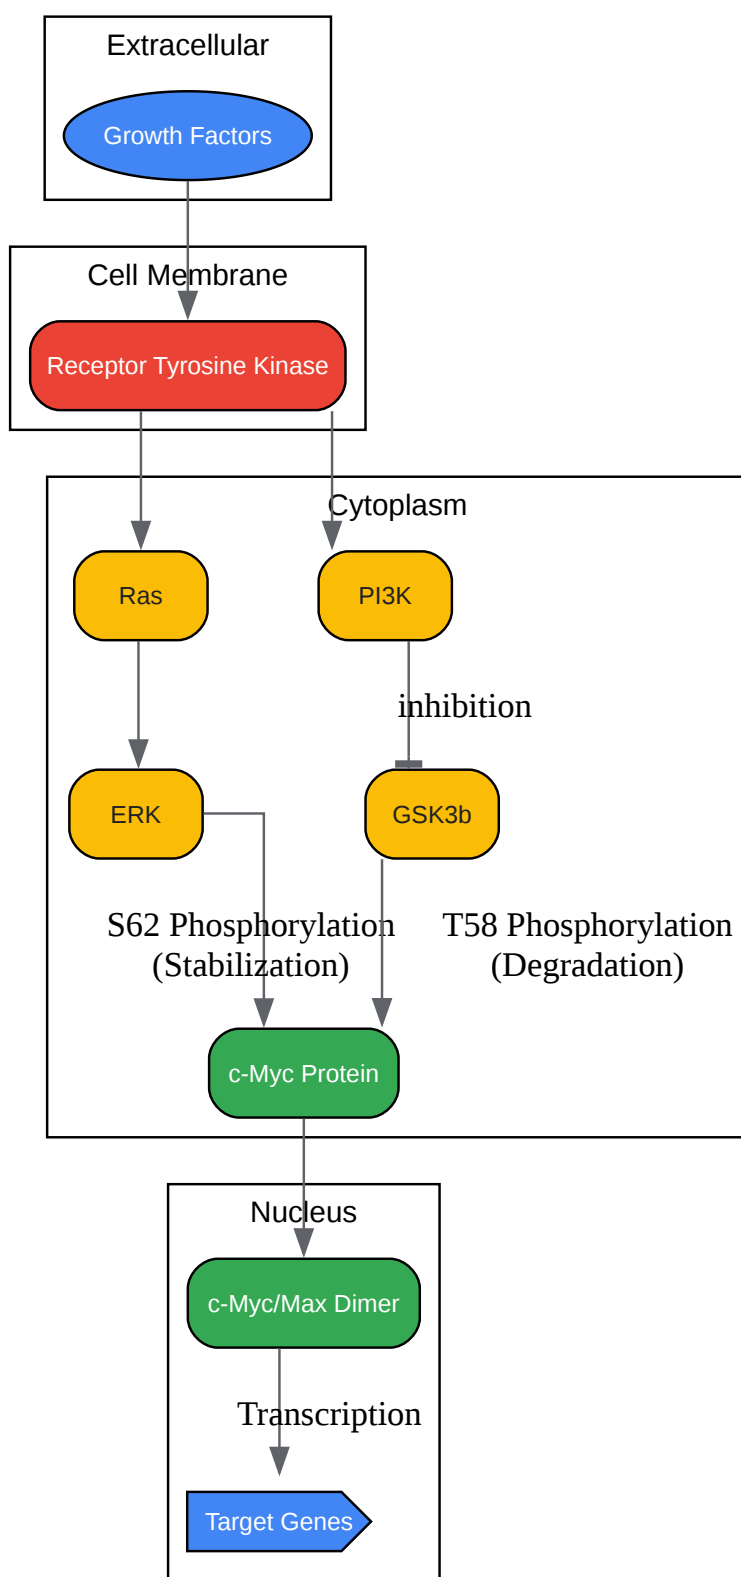 Extracellular
Growth Factors
Cell Membrane
Receptor Tyrosine Kinase
Cytoplasm
Ras
PI3K
inhibition
ERK
GSK3b
S62 Phosphorylation
(Stabilization)
T58 Phosphorylation
(Degradation)
c-Myc Protein
Nucleus
c-Myc/Max Dimer
Transcription
Target Genes